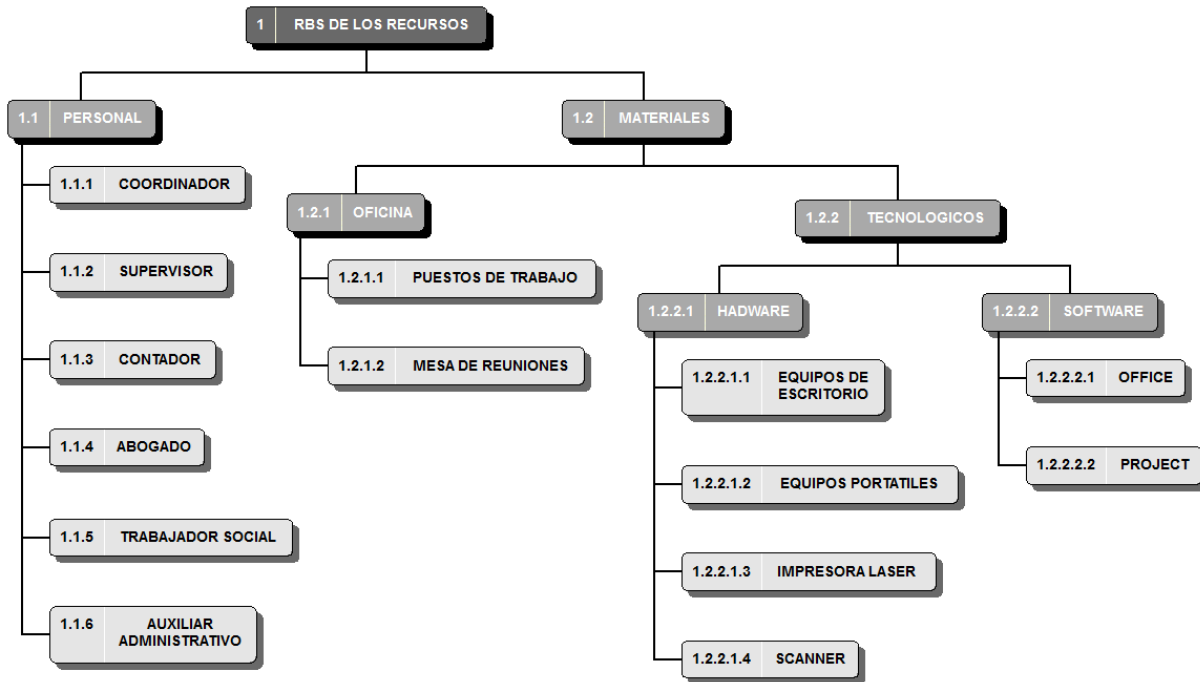 1 RBS DE LOS RECURSOS
1.1 PERSONAL
1.1.1 COORDINADOR
1.1.2 SUPERVISOR
1.1.3 CONTADOR
1.1.4 ABOGADO
1.1.5 TRABAJADOR SOCIAL
1.1.6 AUXILIAR
ADMINISTRATIVO
1.2 MATERIALES
1.2.1 OFICINA
1.2.1.1 PUESTOS DE TRABAJO
1.2.1.2 MESA DE REUNIONES
1.2.2 TECNOLOGICOS
1.2.2.1 HADWARE
1.2.2.1.1 EQUIPOS DE
ESCRITORIO
1.2.2.1.2 EQUIPOS PORTATILES
1.2.2.1.3 IMPRESORA LASER
1.2.2.1.4 SCANNER
1.2.2.2 SOFTWARE
1.2.2.2.1 OFFICE
1.2.2.2.2 PROJECT